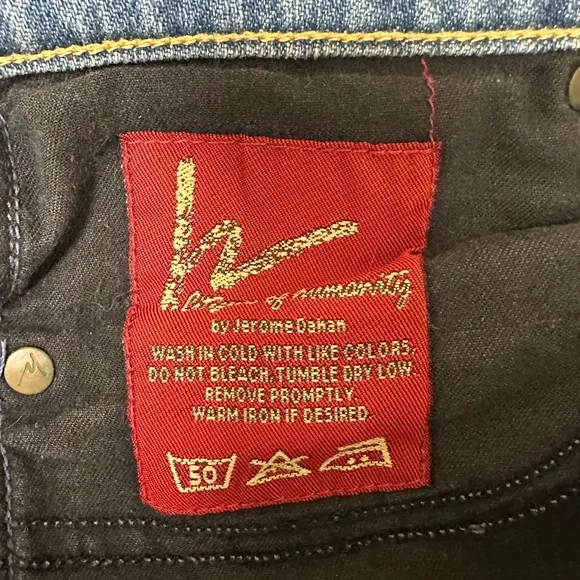 h
Citizens of Humanity
by Jerome Dahan
WASH IN COLD WITH LIKE COLORS.
DO NOT BLEACH. TUMBLE DRY LOW.
REMOVE PROMPTLY.
WARM IRON IF DESIRED.
50